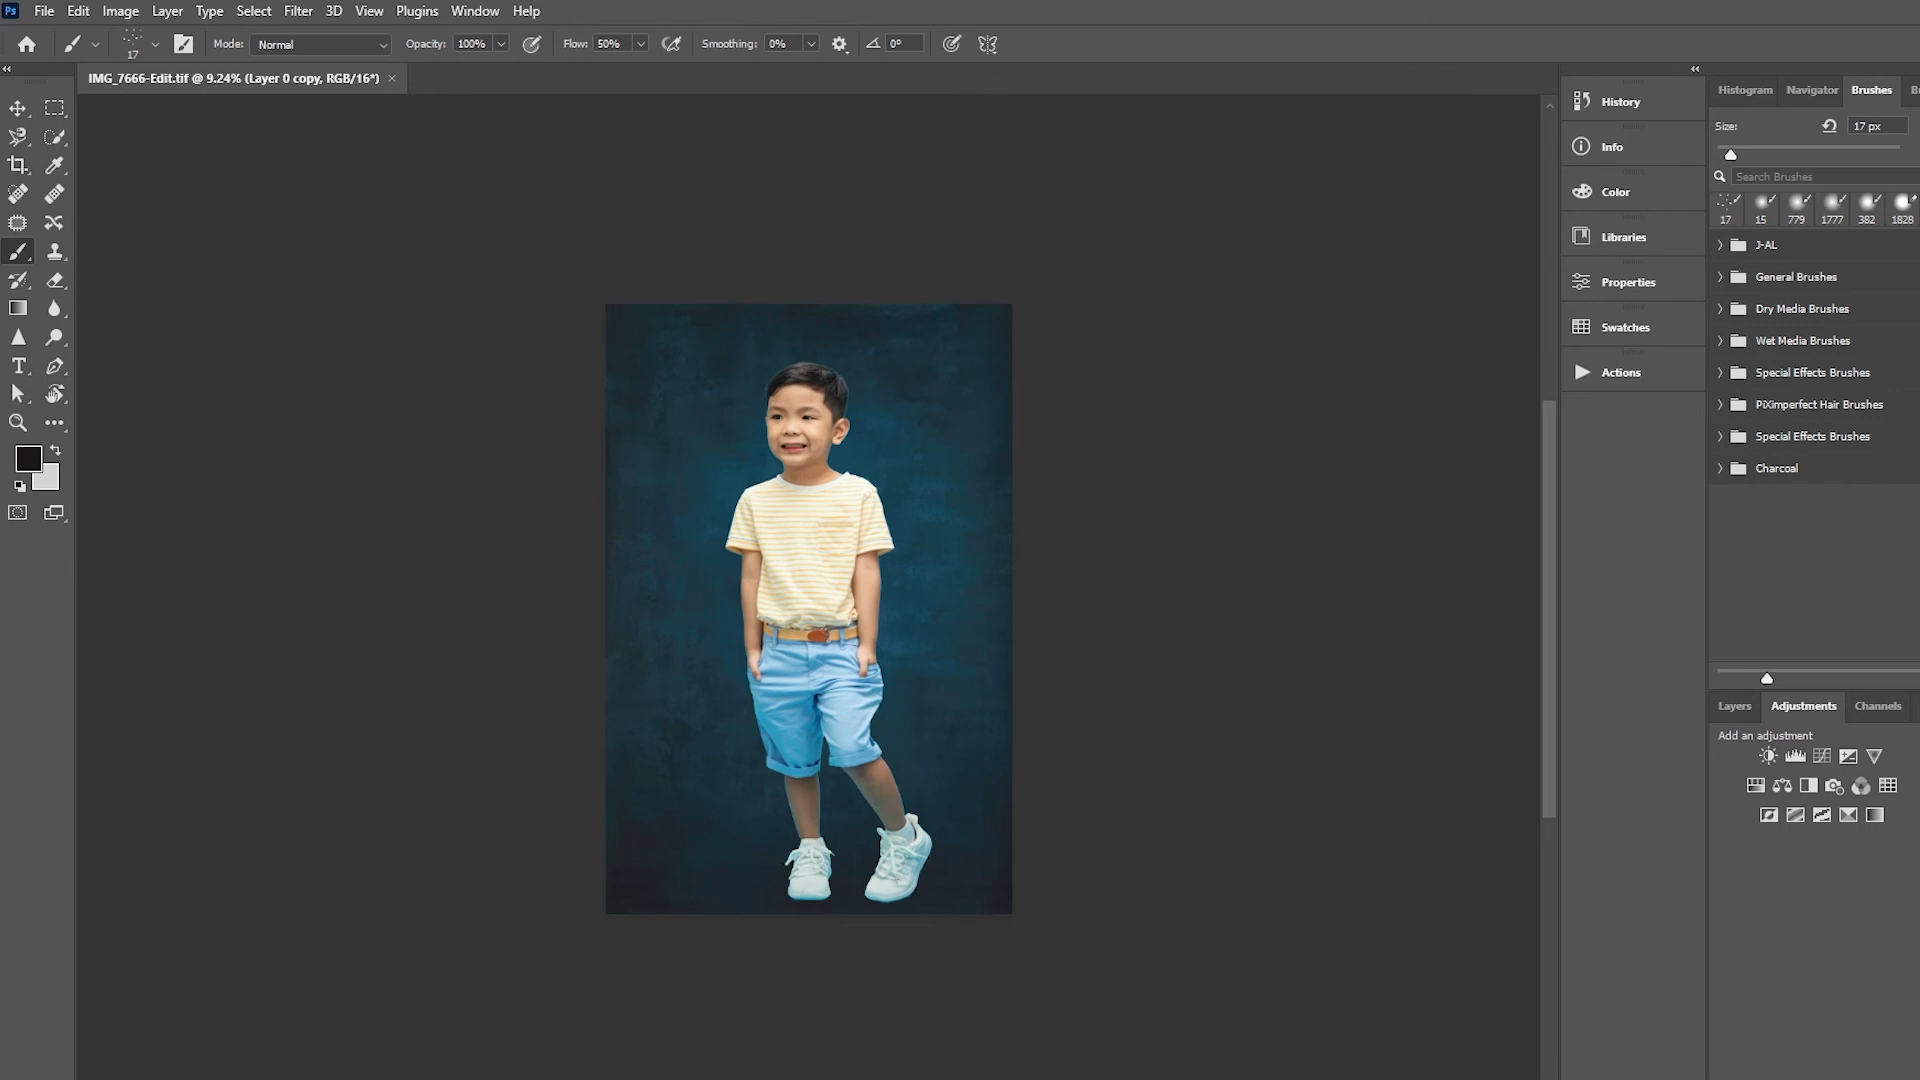 Ps File Edit Image Layer Type Select Filter 3D View Plugins Window Help
17 Mode: Normal Opacity: 100% Flow: 50% Smoothing: 0% 0°
IMG_7666-Edit.tif @ 9.24% (Layer 0 copy, RGB/16*) ×
History
Info
Color
Libraries
Properties
Swatches
Actions
Histogram Navigator Brushes B
Size: 17 px
Search Brushes
17 15 779 1777 382 1828
J-AL
General Brushes
Dry Media Brushes
Wet Media Brushes
Special Effects Brushes
PiXimperfect Hair Brushes
Special Effects Brushes
Charcoal
Layers Adjustments Channels
Add an adjustment